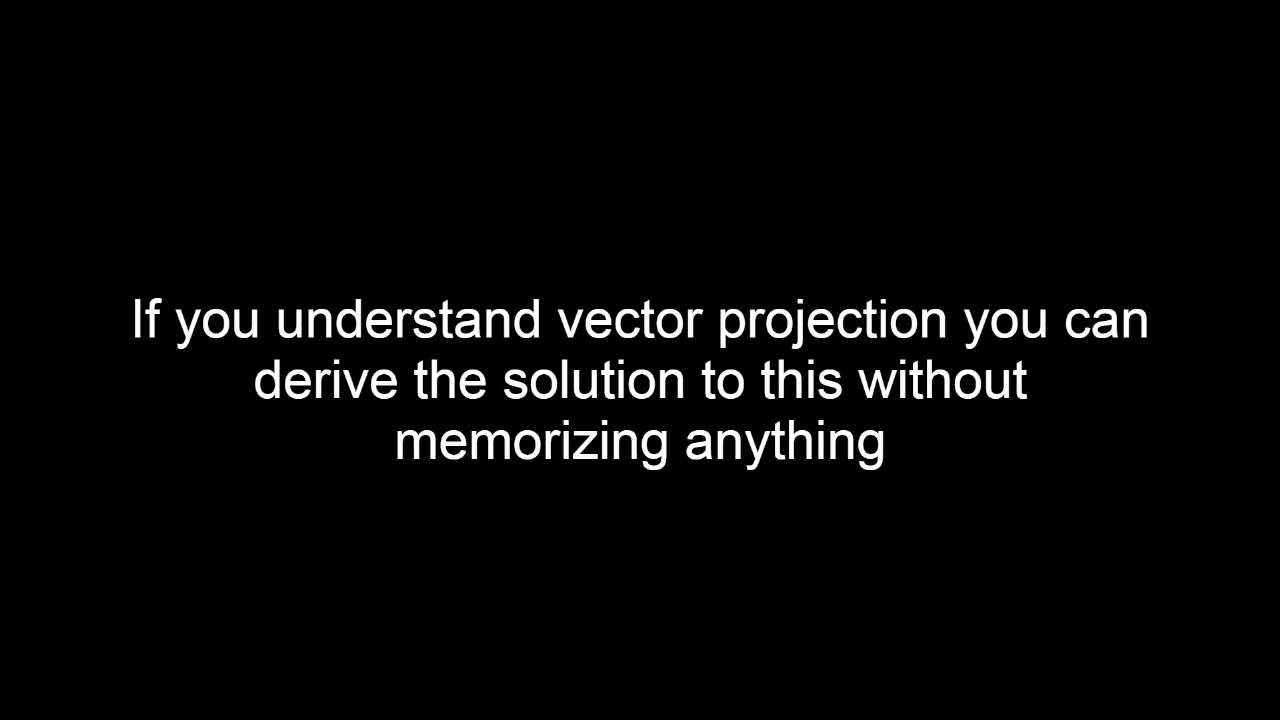 If you understand vector projection you can
derive the solution to this without
memorizing anything